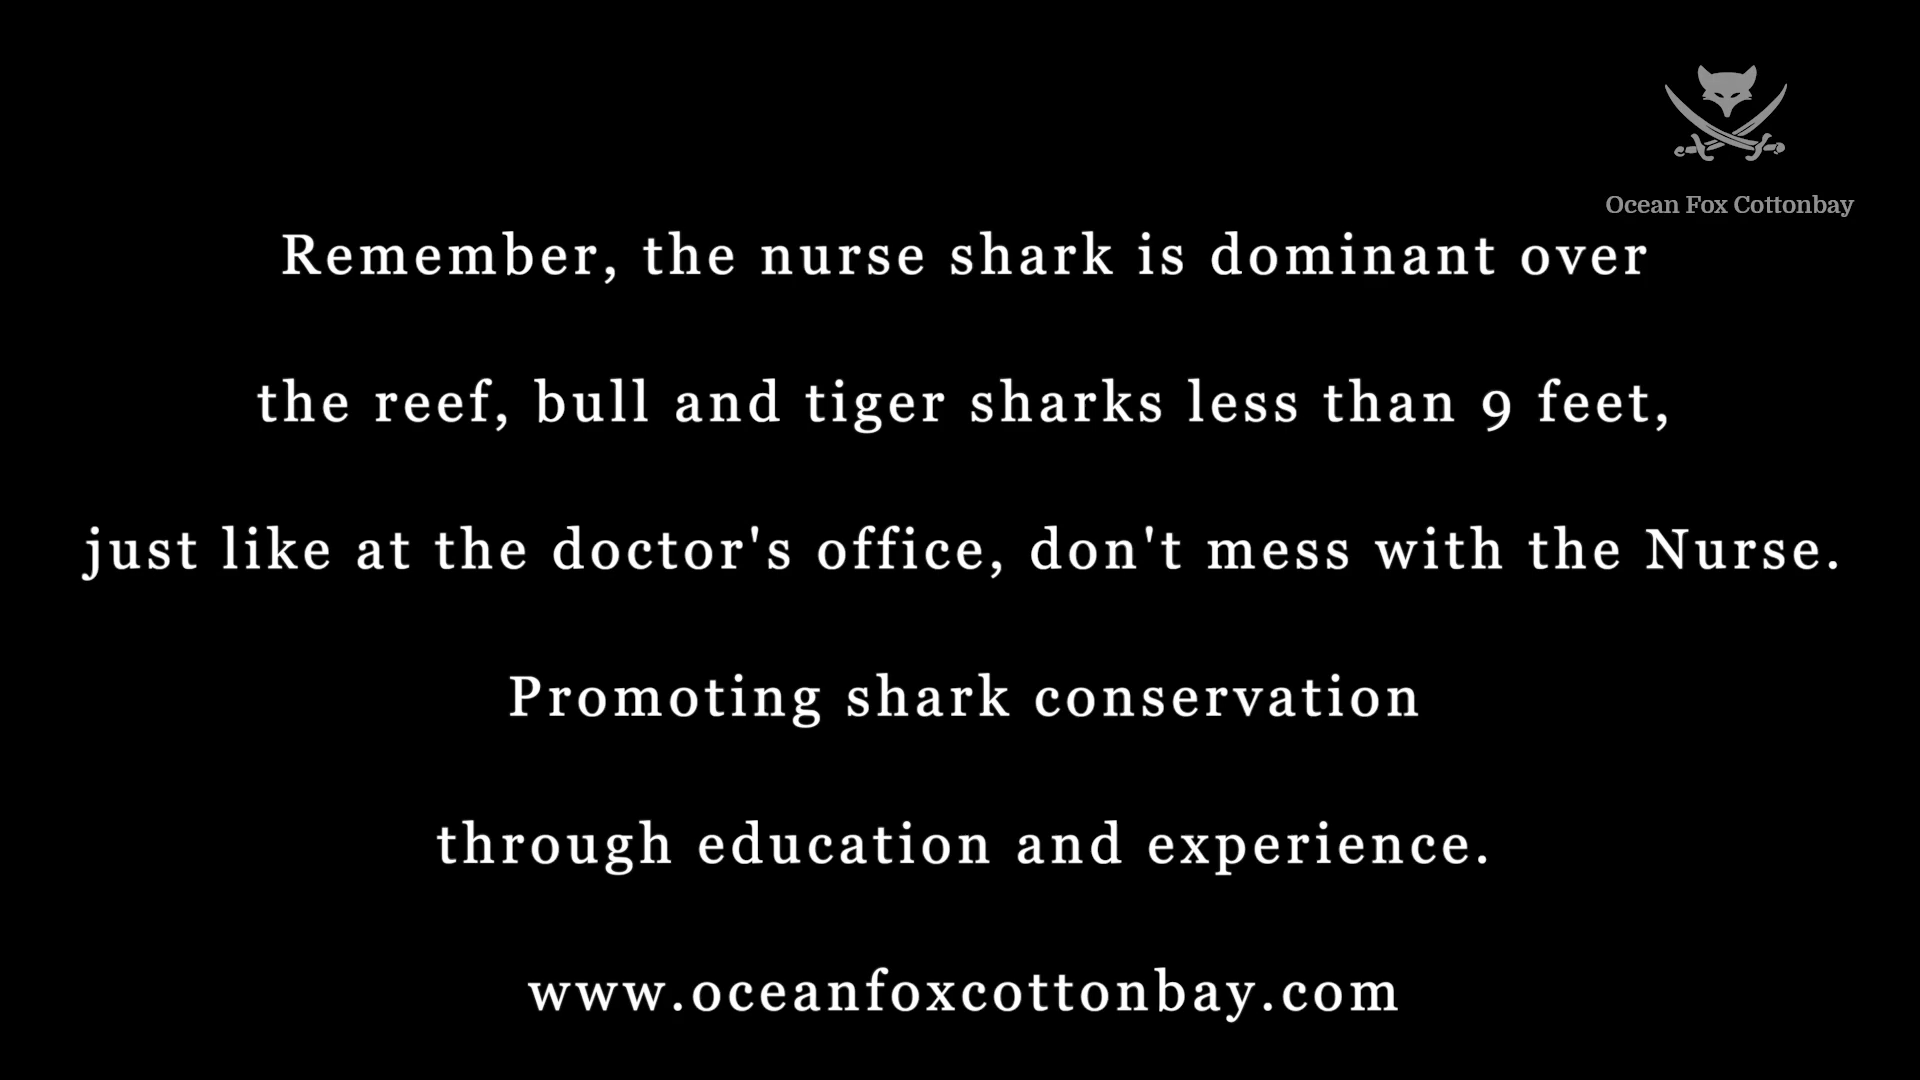 Ocean Fox Cottonbay
Remember, the nurse shark is dominant over
the reef, bull and tiger sharks less than 9 feet,
just like at the doctor's office, don't mess with the Nurse.
Promoting shark conservation
through education and experience.
www.oceanfoxcottonbay.com